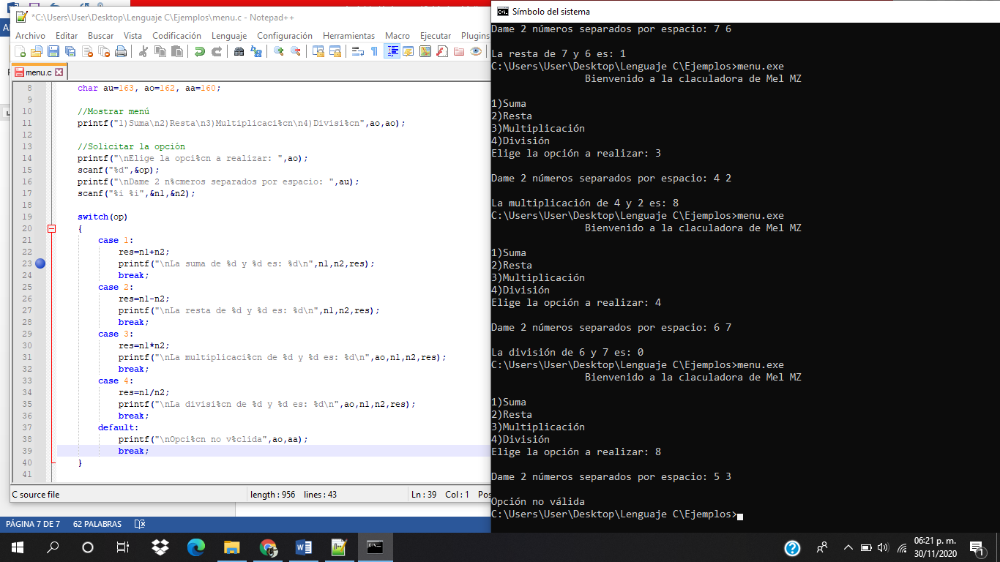 *C:\Users\User\Desktop\Lenguaje C\Ejemplos\menu.c - Notepad++
Archivo Editar Buscar Vista Codificación Lenguaje Configuración Herramientas Macro Ejecutar Plugins
menu.c
8 char au=163, ao=162, aa=160;
9
10 //Mostrar menú
11 printf("1)Suma\n2)Resta\n3)Multiplicaci%cn\n4)Divisi%cn",ao,ao);
12
13 //Solicitar la opción
14 printf("\nElige la opci%cn a realizar: ",ao);
15 scanf("%d",&op);
16 printf("\nDame 2 n%cmeros separados por espacio: ",au);
17 scanf("%i %i",&n1,&n2);
18
19 switch(op)
20 {
21 case 1:
22 res=n1+n2;
23 printf("\nLa suma de %d y %d es: %d\n",n1,n2,res);
24 break;
25 case 2:
26 res=n1-n2;
27 printf("\nLa resta de %d y %d es: %d\n",n1,n2,res);
28 break;
29 case 3:
30 res=n1*n2;
31 printf("\nLa multiplicaci%cn de %d y %d es: %d\n",ao,n1,n2,res);
32 break;
33 case 4:
34 res=n1/n2;
35 printf("\nLa divisi%cn de %d y %d es: %d\n",ao,n1,n2,res);
36 break;
37 default:
38 printf("\nOpci%cn no v%clida",ao,aa);
39 break;
40 }
41
C source file length : 956 lines : 43 Ln : 39 Col : 1 Pos
PÁGINA 7 DE 7 62 PALABRAS
Símbolo del sistema
Dame 2 números separados por espacio: 7 6
La resta de 7 y 6 es: 1
C:\Users\User\Desktop\Lenguaje C\Ejemplos>menu.exe
Bienvenido a la claculadora de Mel MZ
1)Suma
2)Resta
3)Multiplicación
4)División
Elige la opción a realizar: 3
Dame 2 números separados por espacio: 4 2
La multiplicación de 4 y 2 es: 8
C:\Users\User\Desktop\Lenguaje C\Ejemplos>menu.exe
Bienvenido a la claculadora de Mel MZ
1)Suma
2)Resta
3)Multiplicación
4)División
Elige la opción a realizar: 4
Dame 2 números separados por espacio: 6 7
La división de 6 y 7 es: 0
C:\Users\User\Desktop\Lenguaje C\Ejemplos>menu.exe
Bienvenido a la claculadora de Mel MZ
1)Suma
2)Resta
3)Multiplicación
4)División
Elige la opción a realizar: 8
Dame 2 números separados por espacio: 5 3
Opción no válida
C:\Users\User\Desktop\Lenguaje C\Ejemplos>
06:21 p. m.
30/11/2020
1